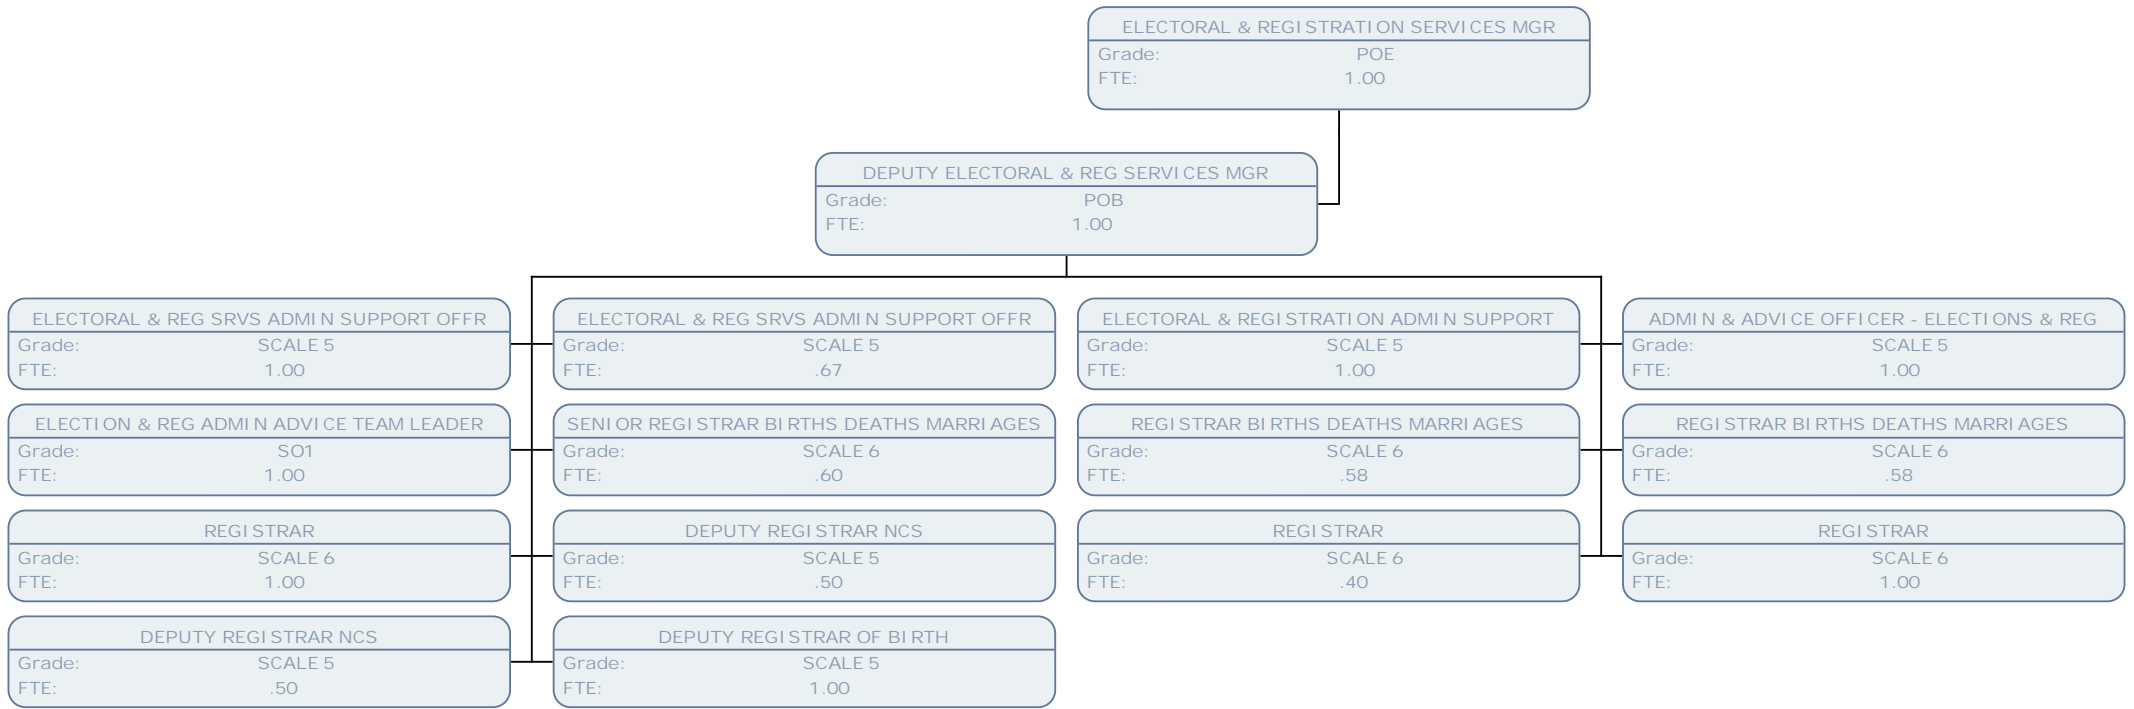 ELECTORAL & REGISTRATION SERVICES MGR
Grade: POE
FTE: 1.00
DEPUTY ELECTORAL & REG SERVICES MGR
Grade: POB
FTE: 1.00
ELECTORAL & REG SRVS ADMIN SUPPORT OFFR
Grade: SCALE 5
FTE: 1.00
ELECTORAL & REG SRVS ADMIN SUPPORT OFFR
Grade: SCALE 5
FTE: .67
ELECTORAL & REGISTRATION ADMIN SUPPORT
Grade: SCALE 5
FTE: 1.00
ADMIN & ADVICE OFFICER - ELECTIONS & REG
Grade: SCALE 5
FTE: 1.00
ELECTION & REG ADMIN ADVICE TEAM LEADER
Grade: SO1
FTE: 1.00
SENIOR REGISTRAR BIRTHS DEATHS MARRIAGES
Grade: SCALE 6
FTE: .60
REGISTRAR BIRTHS DEATHS MARRIAGES
Grade: SCALE 6
FTE: .58
REGISTRAR BIRTHS DEATHS MARRIAGES
Grade: SCALE 6
FTE: .58
REGISTRAR
Grade: SCALE 6
FTE: 1.00
DEPUTY REGISTRAR NCS
Grade: SCALE 5
FTE: .50
REGISTRAR
Grade: SCALE 6
FTE: .40
REGISTRAR
Grade: SCALE 6
FTE: 1.00
DEPUTY REGISTRAR NCS
Grade: SCALE 5
FTE: .50
DEPUTY REGISTRAR OF BIRTH
Grade: SCALE 5
FTE: 1.00